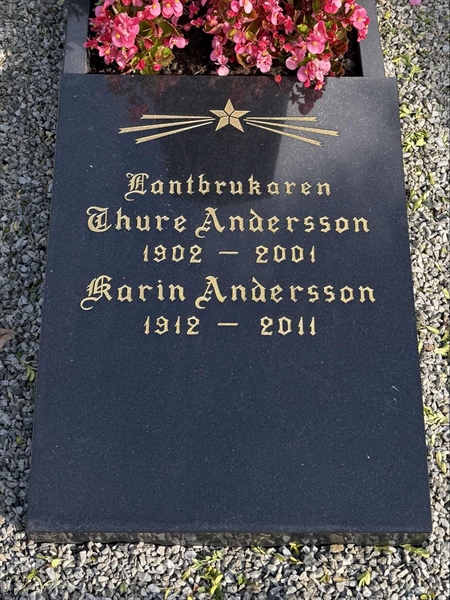 Lantbrukaren
Thure Andersson
1902 – 2001
Karin Andersson
1912 – 2011